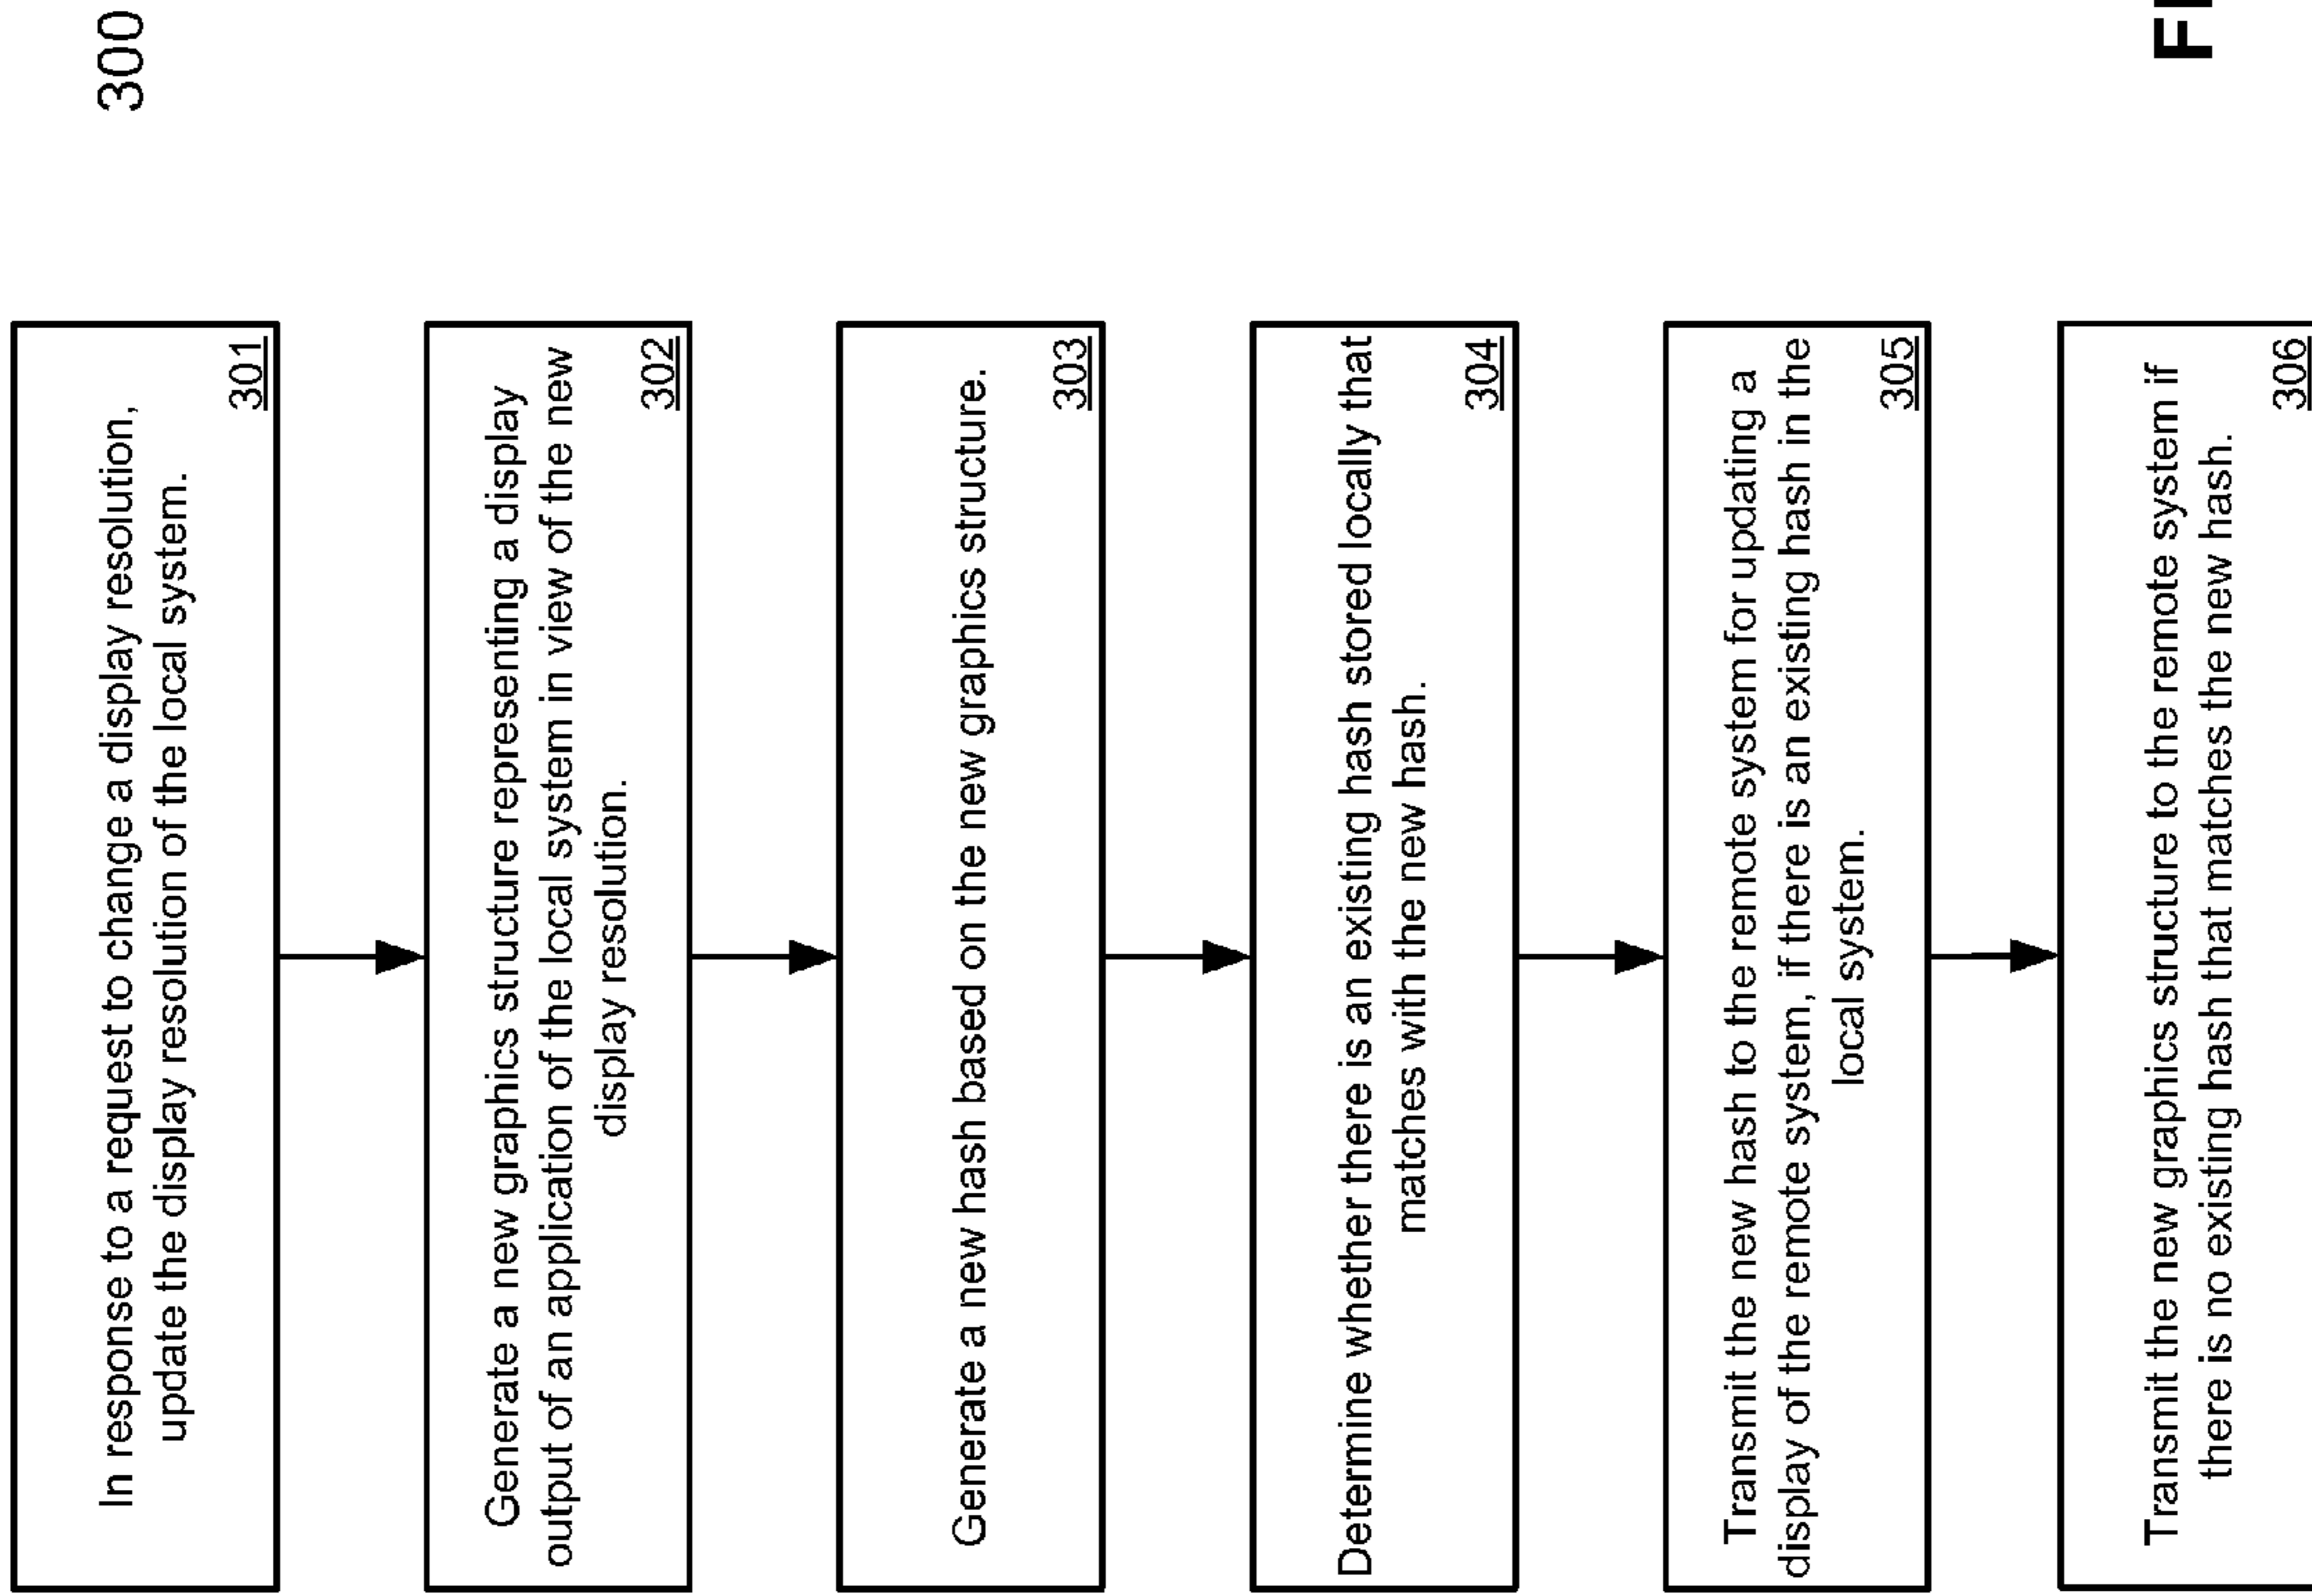 300
In response to a request to change a display resolution,
update the display resolution of the local system.
301
Generate a new graphics structure representing a display
output of an application of the local system in view of the new
display resolution.
302
Generate a new hash based on the new graphics structure.
303
Determine whether there is an existing hash stored locally that
matches with the new hash.
304
Transmit the new hash to the remote system for updating a
display of the remote system, if there is an existing hash in the
local system.
305
Transmit the new graphics structure to the remote system if
there is no existing hash that matches the new hash.
306